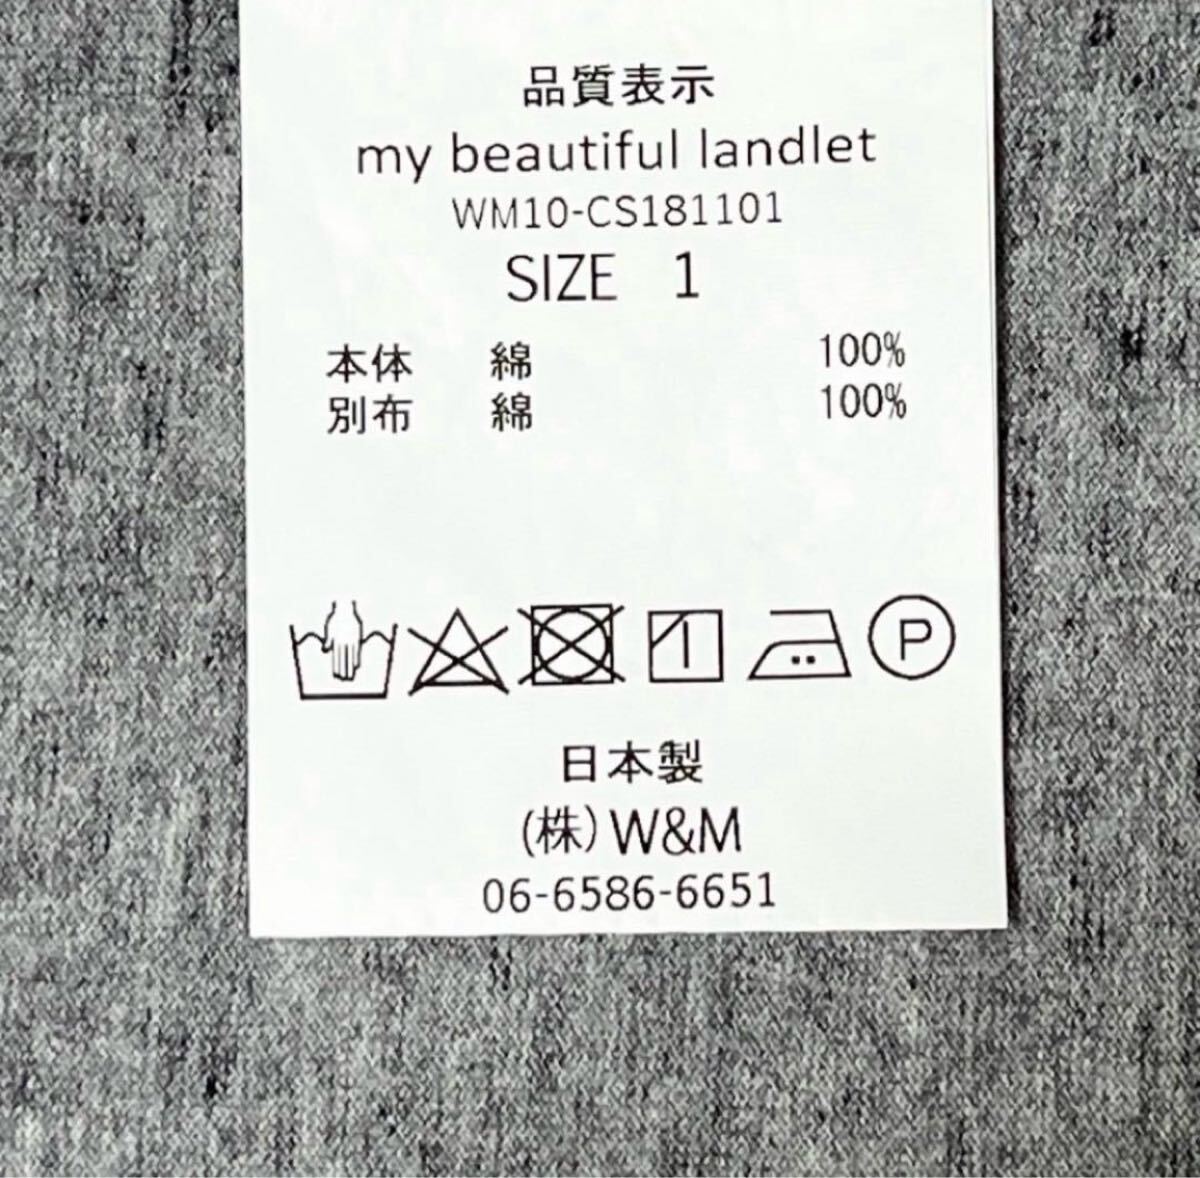 品質表示
my beautiful landlet
WM10-CS181101
SIZE 1
本体 綿 100%
別布 綿 100%
P
日本製
(株)W&M
06-6586-6651